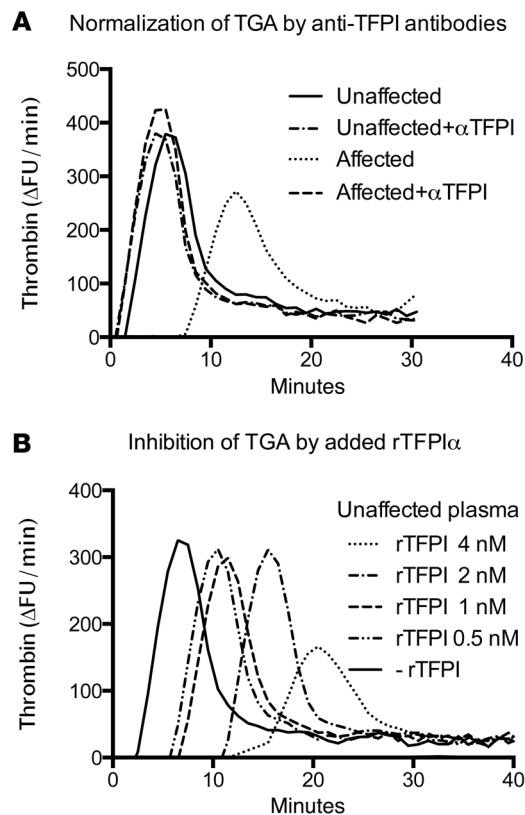 A
Normalization of TGA by anti-TFPI antibodies
Thrombin (ΔFU/min)
500
400
300
200
100
0
Unaffected
Unaffected+αTFPI
Affected
Affected+αTFPI
0 10 20 30 40
Minutes
B
Inhibition of TGA by added rTFPIα
Thrombin (ΔFU/min)
400
300
200
100
0
Unaffected plasma
rTFPI 4 nM
rTFPI 2 nM
rTFPI 1 nM
rTFPI 0.5 nM
- rTFPI
0 10 20 30 40
Minutes